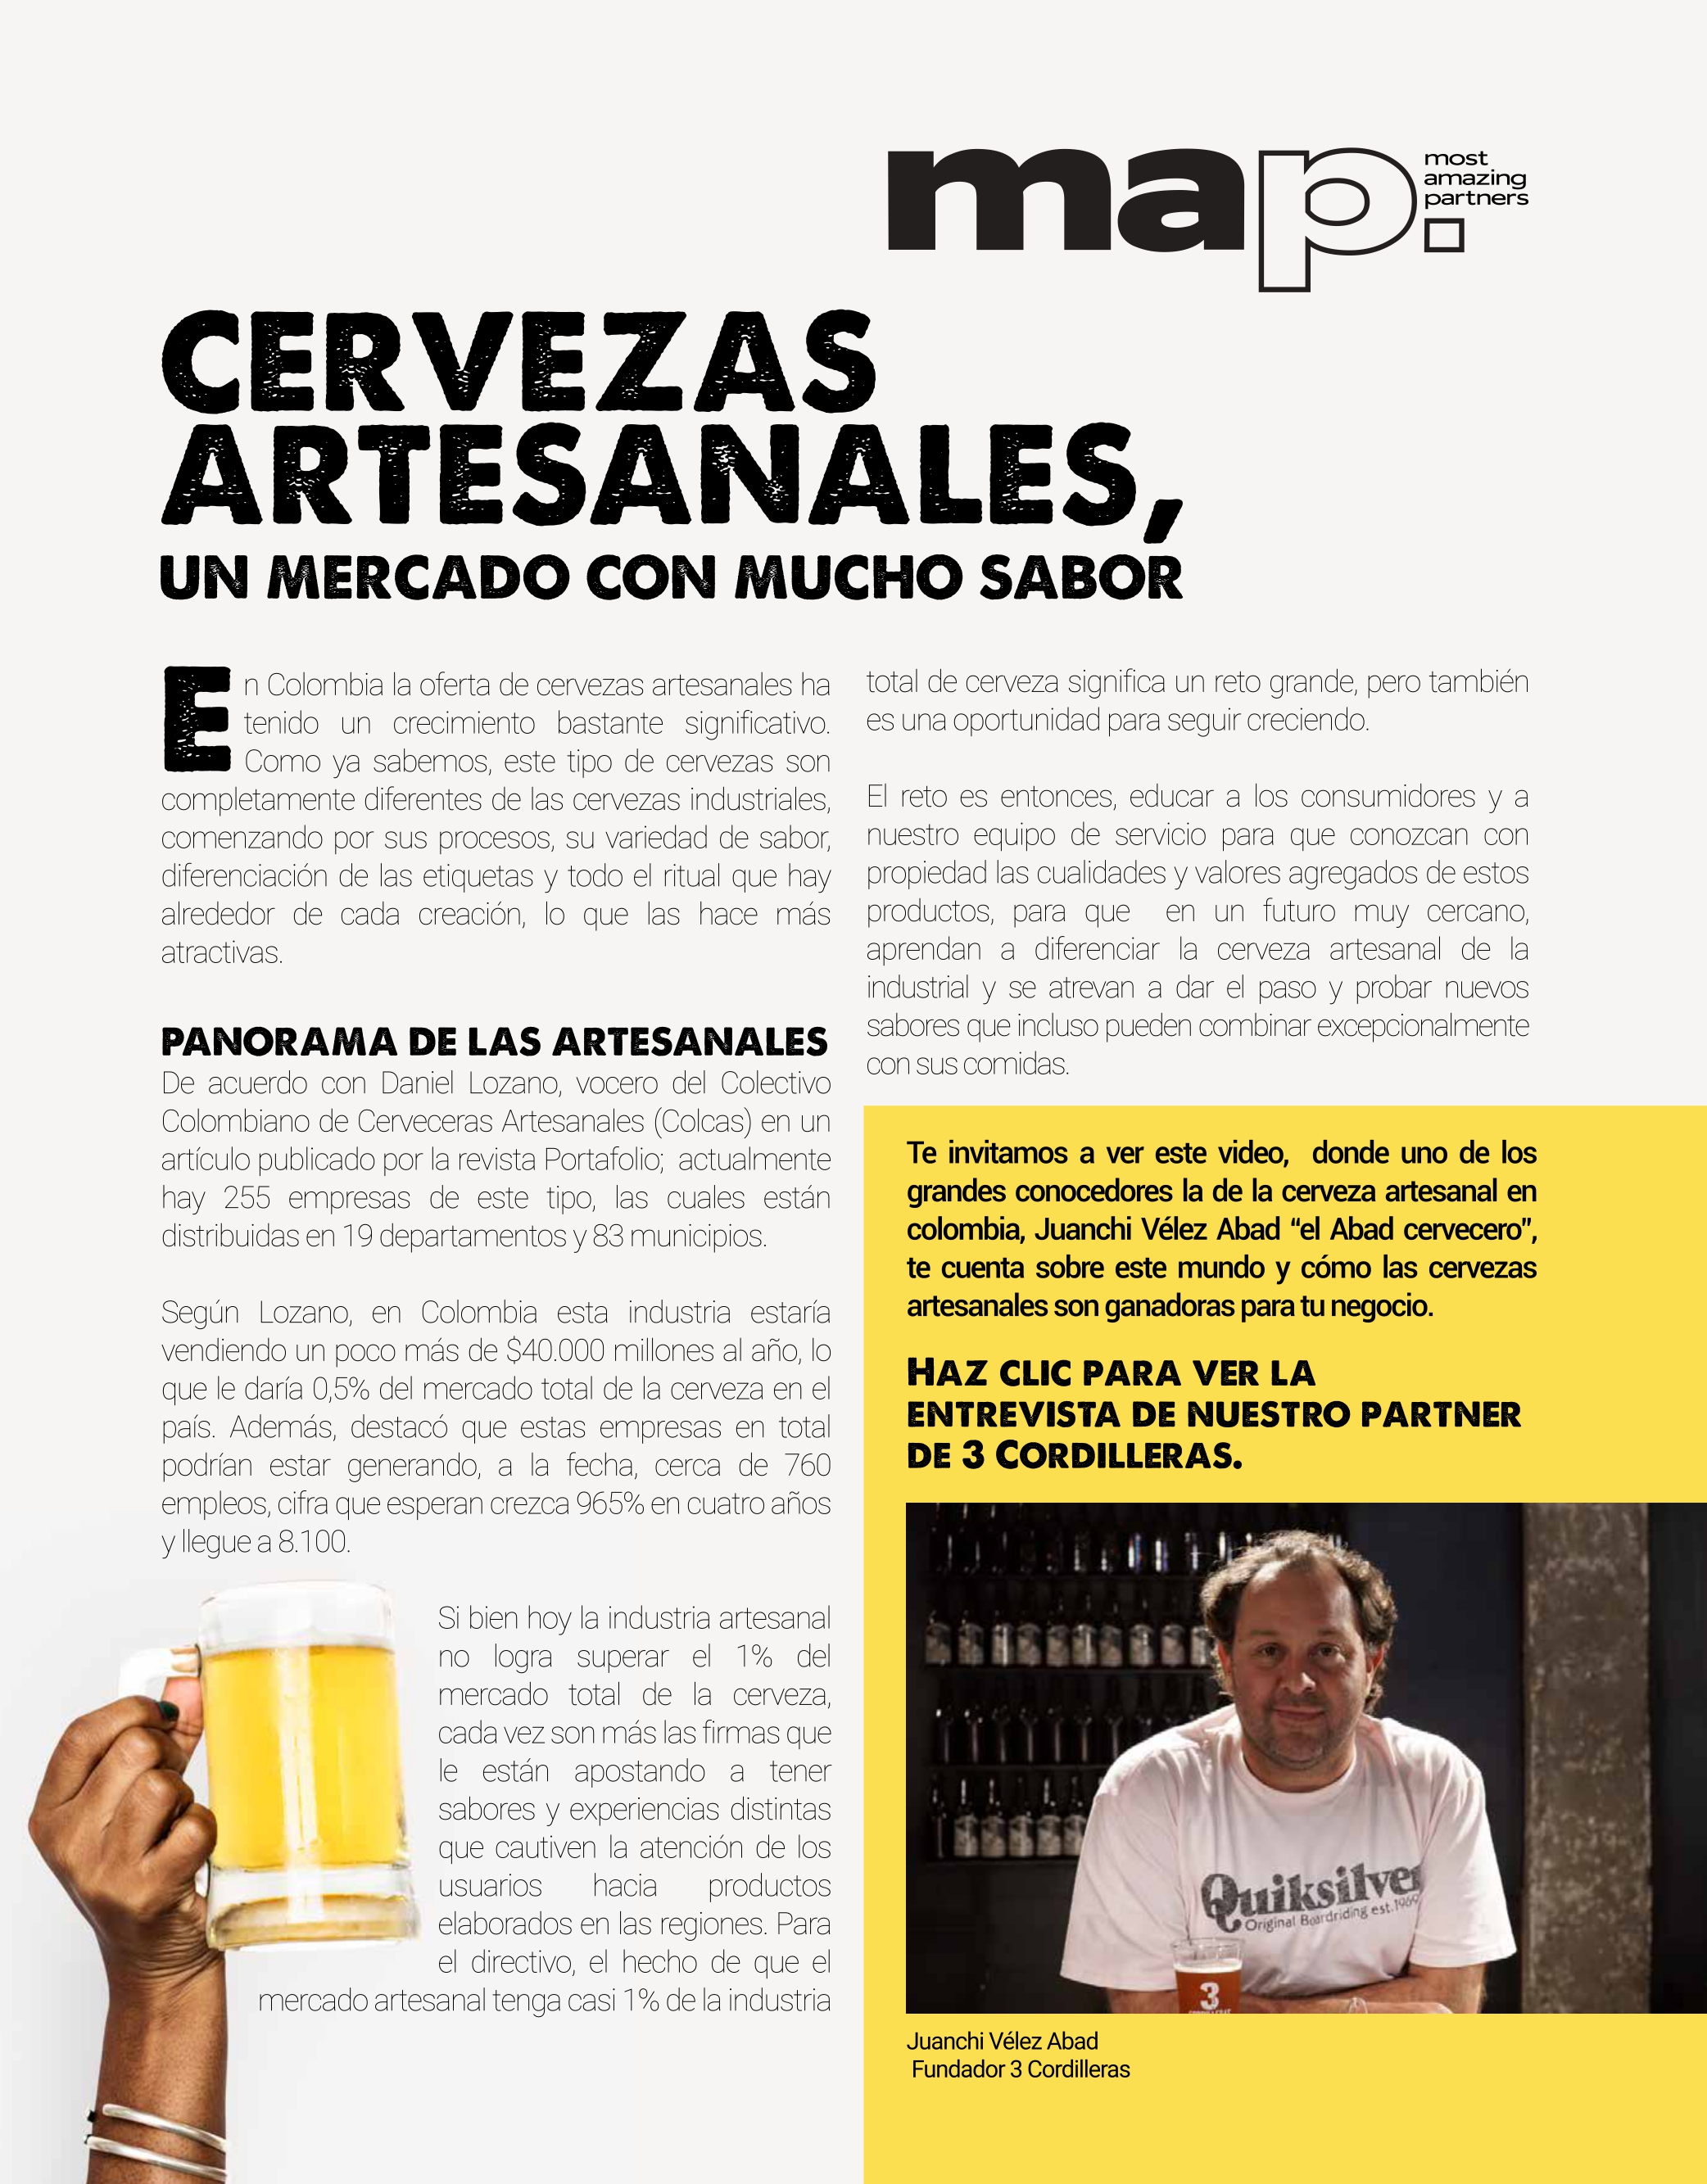 map.
most
amazing
partners
CERVEZAS
ARTESANALES,
UN MERCADO CON MUCHO SABOR
En Colombia la oferta de cervezas artesanales ha
tenido un crecimiento bastante significativo.
Como ya sabemos, este tipo de cervezas son
completamente diferentes de las cervezas industriales,
comenzando por sus procesos, su variedad de sabor,
diferenciación de las etiquetas y todo el ritual que hay
alrededor de cada creación, lo que las hace más
atractivas.
PANORAMA DE LAS ARTESANALES
De acuerdo con Daniel Lozano, vocero del Colectivo
Colombiano de Cerveceras Artesanales (Colcas) en un
artículo publicado por la revista Portafolio; actualmente
hay 255 empresas de este tipo, las cuales están
distribuidas en 19 departamentos y 83 municipios.
Según Lozano, en Colombia esta industria estaría
vendiendo un poco más de $40.000 millones al año, lo
que le daría 0,5% del mercado total de la cerveza en el
país. Además, destacó que estas empresas en total
podrían estar generando, a la fecha, cerca de 760
empleos, cifra que esperan crezca 965% en cuatro años
y llegue a 8.100.
Si bien hoy la industria artesanal
no logra superar el 1% del
mercado total de la cerveza,
cada vez son más las firmas que
le están apostando a tener
sabores y experiencias distintas
que cautiven la atención de los
usuarios hacia productos
elaborados en las regiones. Para
el directivo, el hecho de que el
mercado artesanal tenga casi 1% de la industria
total de cerveza significa un reto grande, pero también
es una oportunidad para seguir creciendo.
El reto es entonces, educar a los consumidores y a
nuestro equipo de servicio para que conozcan con
propiedad las cualidades y valores agregados de estos
productos, para que en un futuro muy cercano,
aprendan a diferenciar la cerveza artesanal de la
industrial y se atrevan a dar el paso y probar nuevos
sabores que incluso pueden combinar excepcionalmente
con sus comidas.
Te invitamos a ver este video, donde uno de los
grandes conocedores la de la cerveza artesanal en
colombia, Juanchi Vélez Abad “el Abad cervecero”,
te cuenta sobre este mundo y cómo las cervezas
artesanales son ganadoras para tu negocio.
HAZ CLIC PARA VER LA
ENTREVISTA DE NUESTRO PARTNER
DE 3 CORDILLERAS.
Quiksilver
Original Boardriding est.1969
3
Juanchi Vélez Abad
Fundador 3 Cordilleras